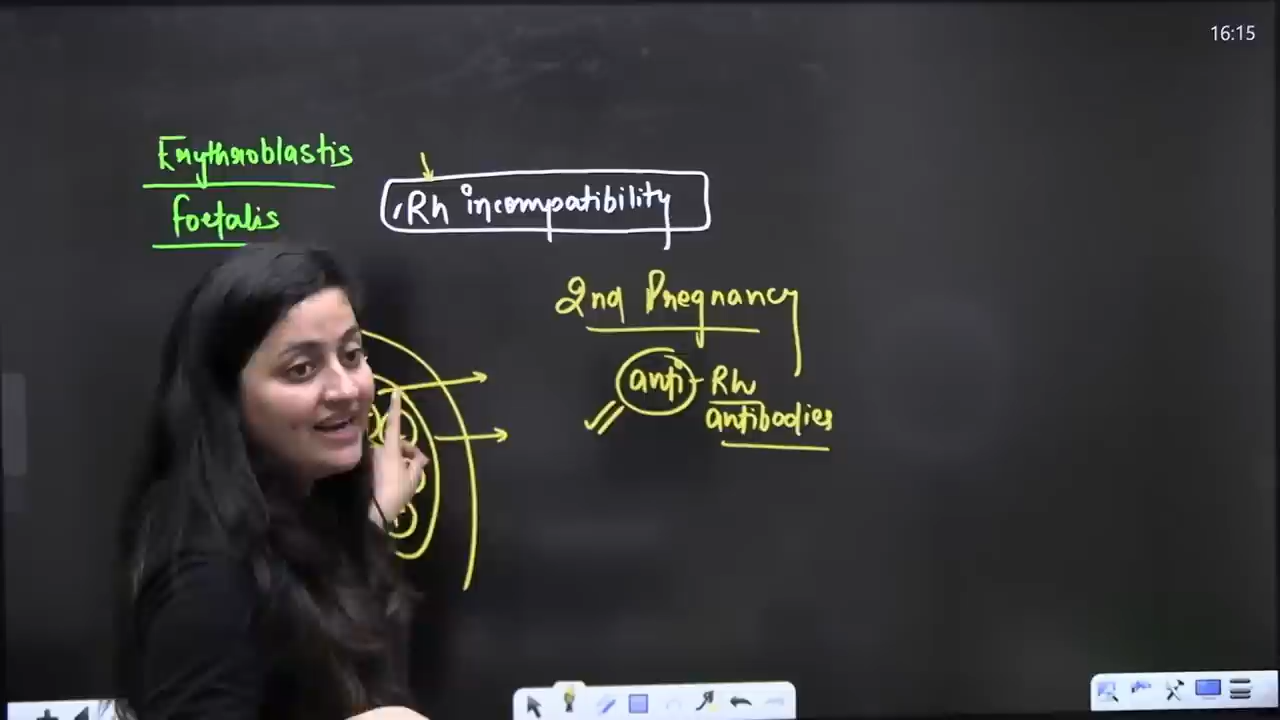 16:15
Erythroblastis
foetalis
Rh incompatibility
2nd Pregnancy
anti-Rh
antibodies